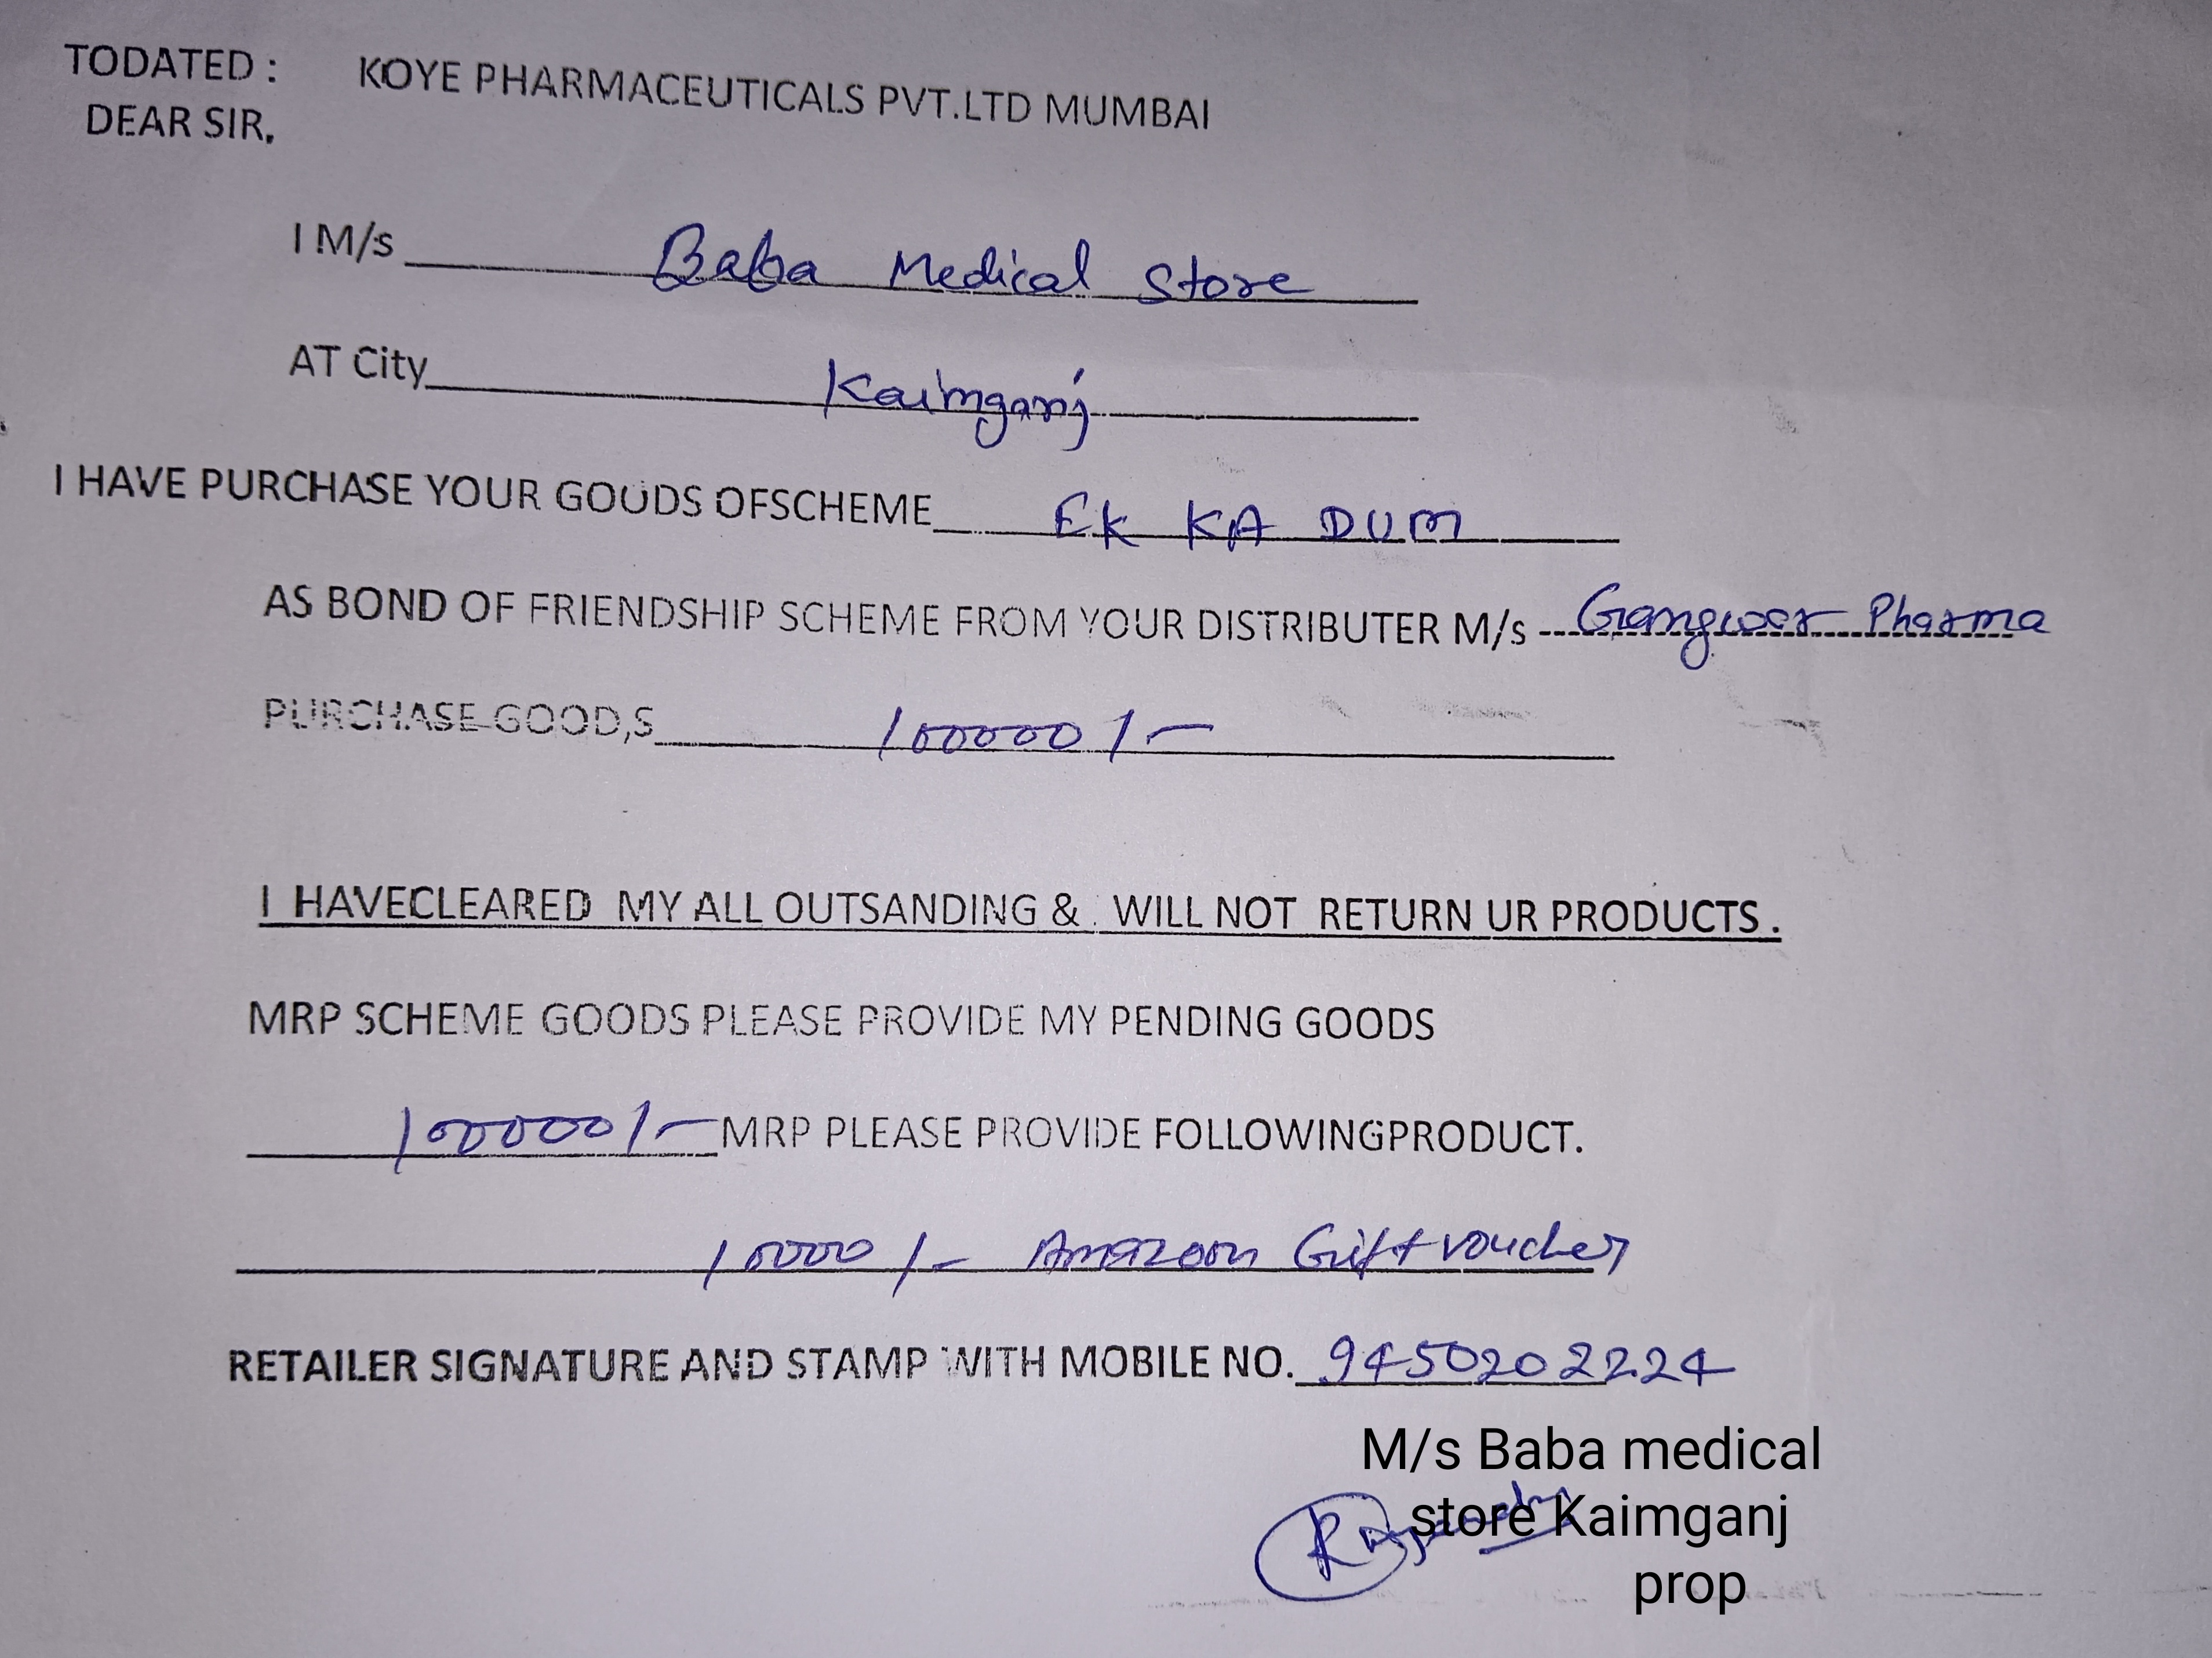 TODATED : KOYE PHARMACEUTICALS PVT.LTD MUMBAI
DEAR SIR,
I M/s Baba Medical Store
AT City Kaimganj
I HAVE PURCHASE YOUR GOODS OFSCHEME EK KA DUM
AS BOND OF FRIENDSHIP SCHEME FROM YOUR DISTRIBUTER M/s Gangwar Pharma
PURCHASE GOOD,S 100000/-
I HAVECLEARED MY ALL OUTSANDING & WILL NOT RETURN UR PRODUCTS .
MRP SCHEME GOODS PLEASE PROVIDE MY PENDING GOODS
100000/- MRP PLEASE PROVIDE FOLLOWINGPRODUCT.
10000/- Amazoon Gift voucher
RETAILER SIGNATURE AND STAMP WITH MOBILE NO. 9450202224
M/s Baba medical
store Kaimganj
prop